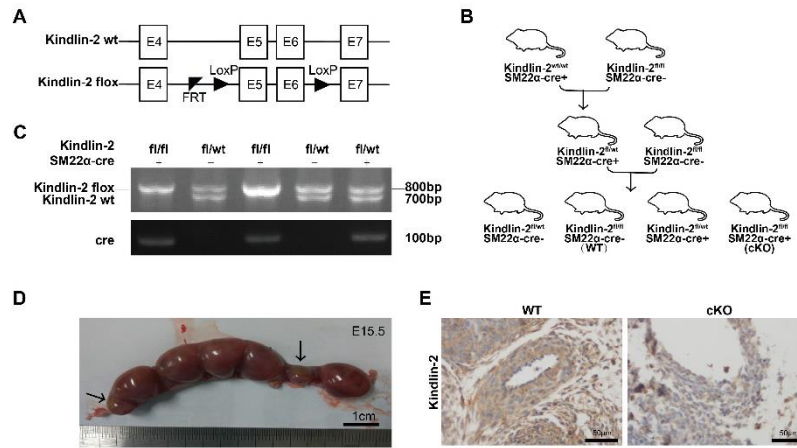 A
Kindlin-2 wt
E4
E5
E6
E7
LoxP
LoxP
Kindlin-2 flox
E4
E5
E6
E7
FRT
B
Kindlin-2wt/wt
SM22α-cre+
Kindlin-2fl/fl
SM22α-cre-
Kindlin-2fl/wt
SM22α-cre+
Kindlin-2fl/fl
SM22α-cre-
Kindlin-2fl/wt
SM22α-cre-
Kindlin-2fl/fl
SM22α-cre-
(WT)
Kindlin-2fl/wt
SM22α-cre+
Kindlin-2fl/fl
SM22α-cre+
(cKO)
C
Kindlin-2 fl/fl fl/wt fl/fl fl/wt fl/wt
SM22α-cre
Kindlin-2 flox 800bp
Kindlin-2 wt 700bp
cre 100bp
D
E15.5
1cm
E
WT cKO
Kindlin-2
50μm
50μm